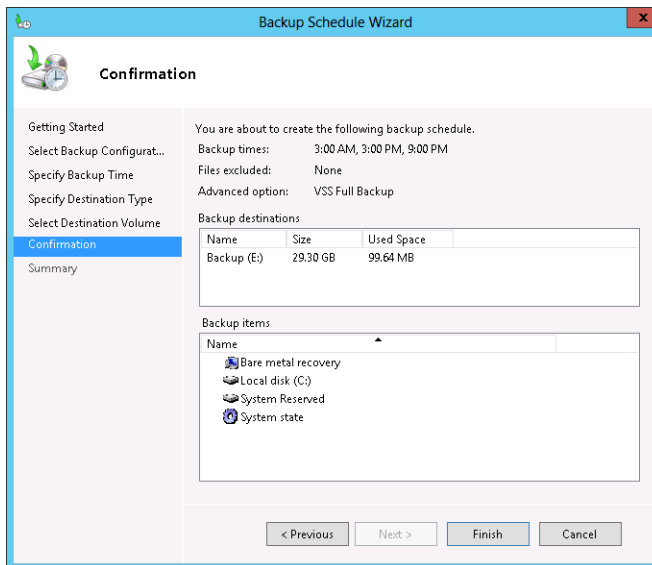 Backup Schedule Wizard
x
Confirmation
Getting Started
Select Backup Configurat...
Specify Backup Time
Specify Destination Type
Select Destination Volume
Confirmation
Summary
You are about to create the following backup schedule.
Backup times: 3:00 AM, 3:00 PM, 9:00 PM
Files excluded: None
Advanced option: VSS Full Backup
Backup destinations
Name Size Used Space
Backup (E:) 29.30 GB 99.64 MB
Backup items
Name
Bare metal recovery
Local disk (C:)
System Reserved
System state
< Previous Next > Finish Cancel